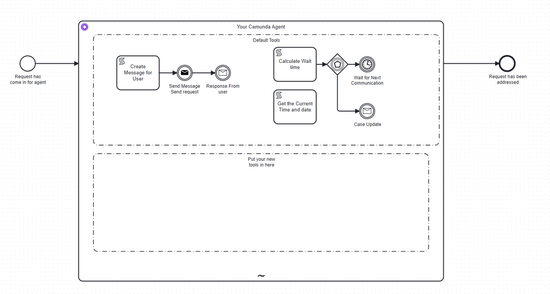 Your Camunda Agent
Default Tools
Request has
come in for agent
Create
Message for
User
Send Message
Send request
Response From
user
Calculate Wait
time
Wait for Next
Communication
Get the Current
Time and date
Case Update
Request has been
addressed
Put your new
tools in here